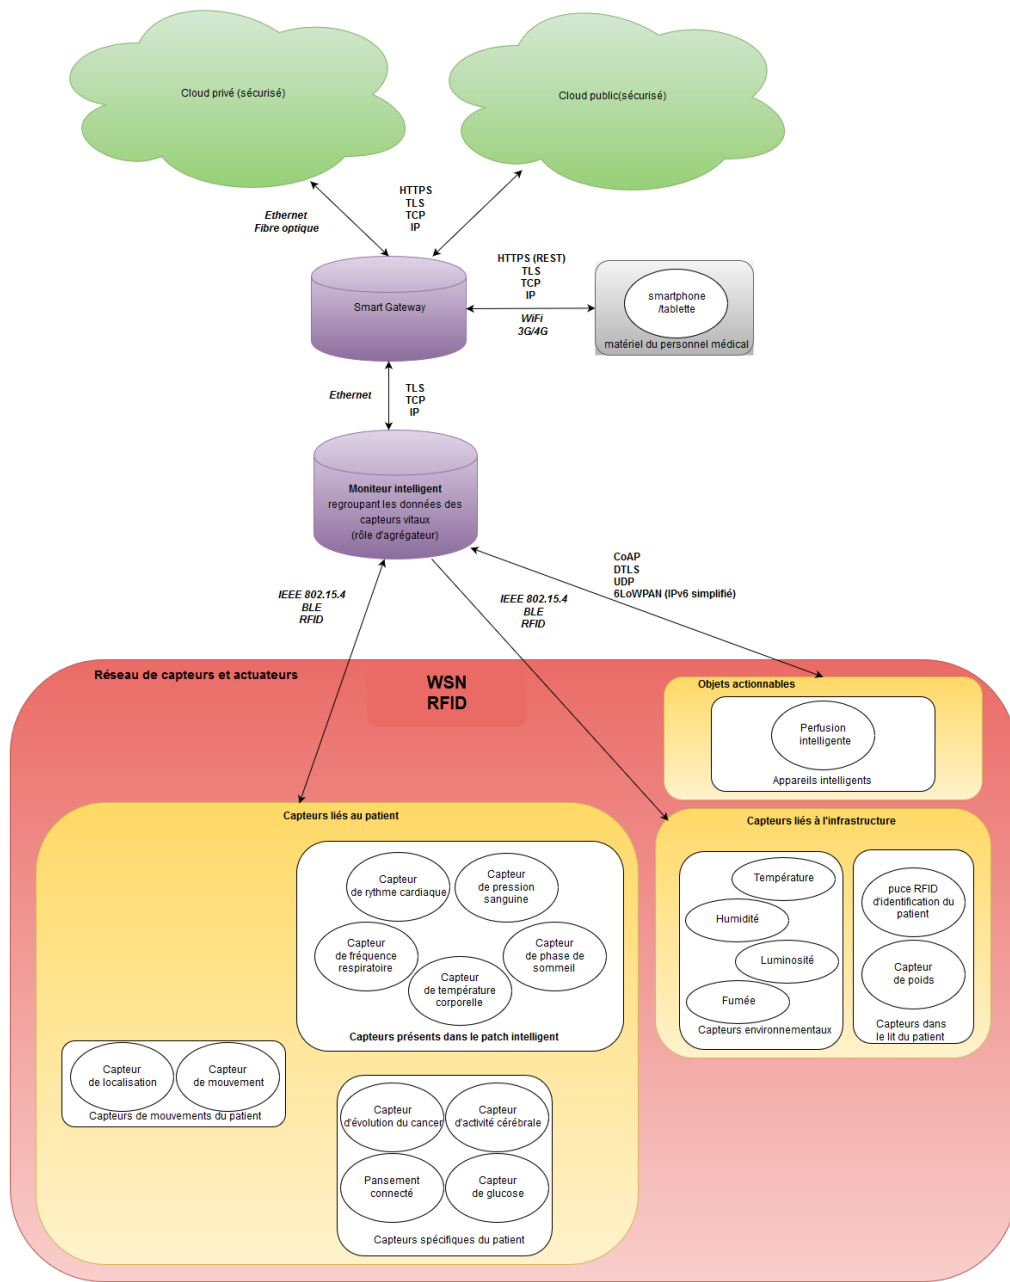 Cloud privé (sécurisé)
Cloud public(sécurisé)
Ethernet
Fibre optique
HTTPS
TLS
TCP
IP
Smart Gateway
HTTPS (REST)
TLS
TCP
IP
WiFi
3G/4G
smartphone
/tablette
matériel du personnel médical
Ethernet
TLS
TCP
IP
Moniteur intelligent
regroupant les données des
capteurs vitaux
(rôle d'agrégateur)
CoAP
DTLS
UDP
6LoWPAN (IPv6 simplifié)
IEEE 802.15.4
BLE
RFID
IEEE 802.15.4
BLE
RFID
Réseau de capteurs et actuateurs
WSN
RFID
Objets actionnables
Perfusion
intelligente
Appareils intelligents
Capteurs liés au patient
Capteur
de rythme cardiaque
Capteur
de pression
sanguine
Capteur
de fréquence
respiratoire
Capteur
de phase de
sommeil
Capteur
de température
corporelle
Capteurs présents dans le patch intelligent
Capteur
de localisation
Capteur
de mouvement
Capteurs de mouvements du patient
Capteur
d'évolution du cancer
Capteur
d'activité cérébrale
Pansement
connecté
Capteur
de glucose
Capteurs spécifiques du patient
Capteurs liés à l'infrastructure
Température
Humidité
Luminosité
Fumée
Capteurs environnementaux
puce RFID
d'identification du
patient
Capteur
de poids
Capteurs dans
le lit du patient